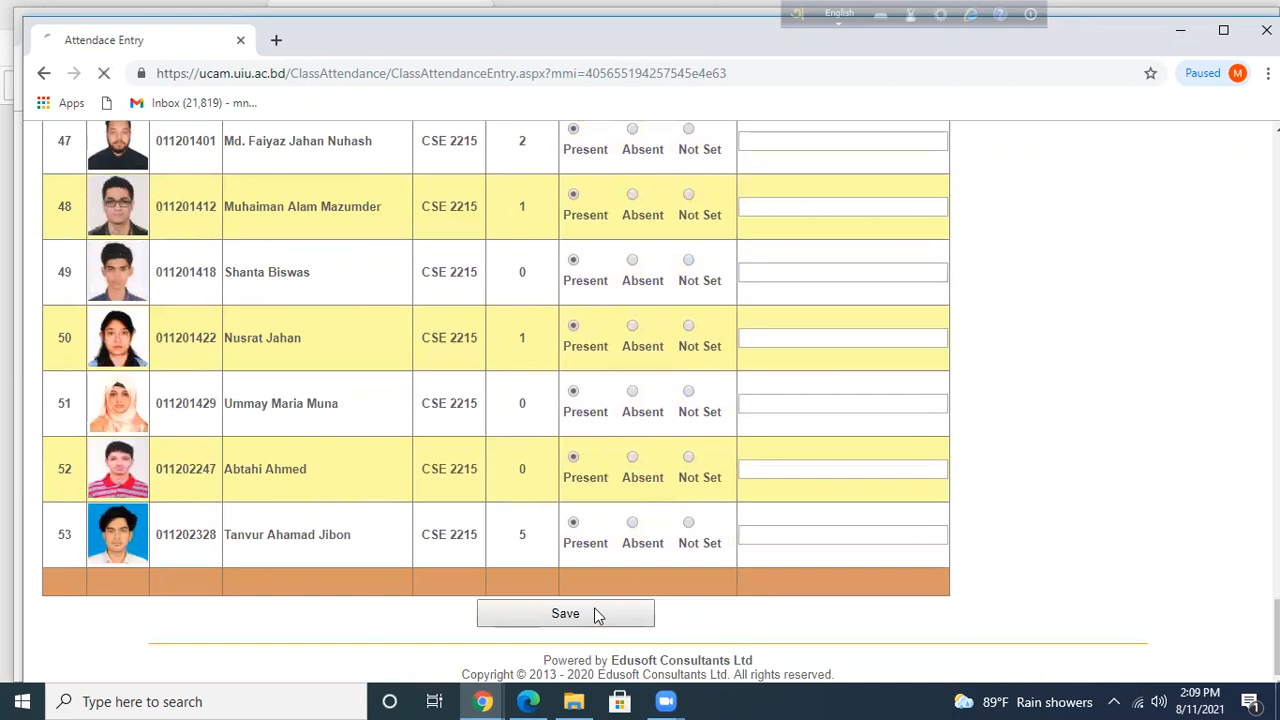 English
Attendace Entry
https://ucam.uiu.ac.bd/ClassAttendance/ClassAttendanceEntry.aspx?mmi=405655194257545e4e63
Paused M
Apps Inbox (21,819) - mn...
47 011201401 Md. Faiyaz Jahan Nuhash CSE 2215 2 Present Absent Not Set
48 011201412 Muhaiman Alam Mazumder CSE 2215 1 Present Absent Not Set
49 011201418 Shanta Biswas CSE 2215 0 Present Absent Not Set
50 011201422 Nusrat Jahan CSE 2215 1 Present Absent Not Set
51 011201429 Ummay Maria Muna CSE 2215 0 Present Absent Not Set
52 011202247 Abtahi Ahmed CSE 2215 0 Present Absent Not Set
53 011202328 Tanvur Ahamad Jibon CSE 2215 5 Present Absent Not Set
Save
Powered by Edusoft Consultants Ltd
Copyright © 2013 - 2020 Edusoft Consultants Ltd. All rights reserved.
Type here to search
89°F Rain showers
2:09 PM
8/11/2021
1